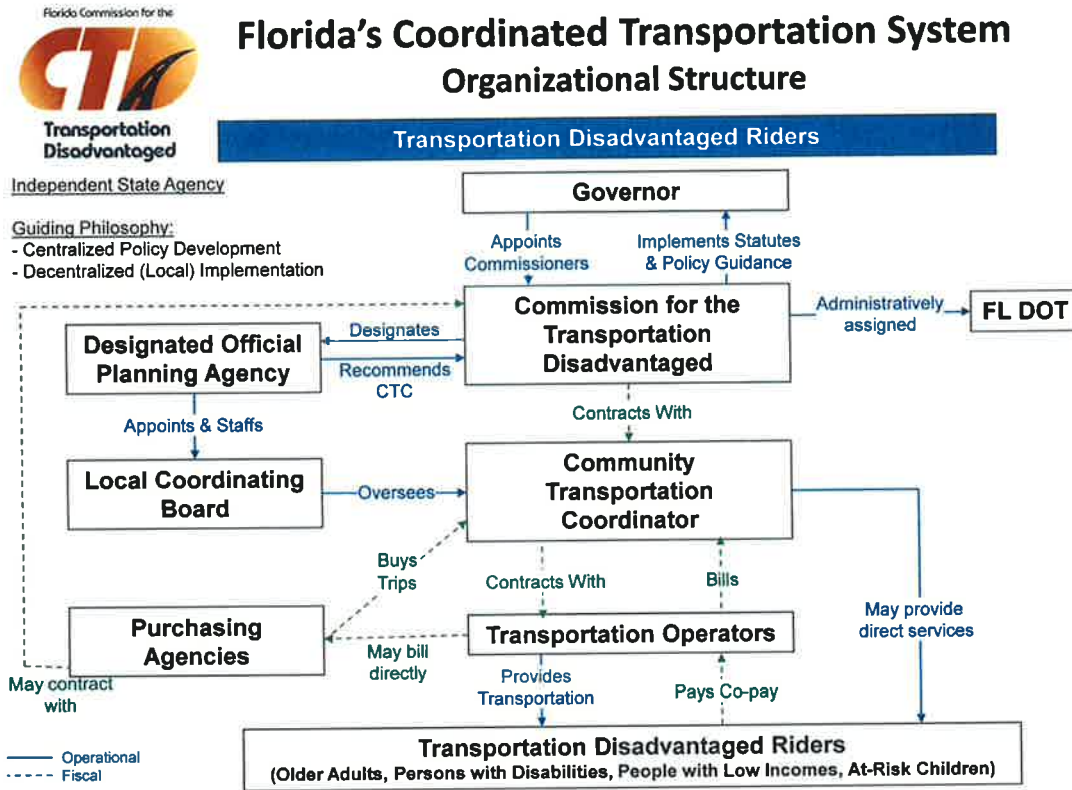 Florida Commission for the
CTD
Transportation
Disadvantaged
Florida's Coordinated Transportation System
Organizational Structure
Transportation Disadvantaged Riders
Independent State Agency
Guiding Philosophy:
- Centralized Policy Development
- Decentralized (Local) Implementation
Governor
Appoints
Commissioners
Implements Statutes
& Policy Guidance
Commission for the
Transportation
Disadvantaged
Administratively
assigned
FL DOT
Designated Official
Planning Agency
Designates
Recommends
CTC
Appoints & Staffs
Contracts With
Local Coordinating
Board
Oversees
Community
Transportation
Coordinator
Buys
Trips
Contracts With
Bills
May provide
direct services
Purchasing
Agencies
May bill
directly
Transportation Operators
May contract
with
Provides
Transportation
Pays Co-pay
Transportation Disadvantaged Riders
(Older Adults, Persons with Disabilities, People with Low Incomes, At-Risk Children)
Operational
Fiscal